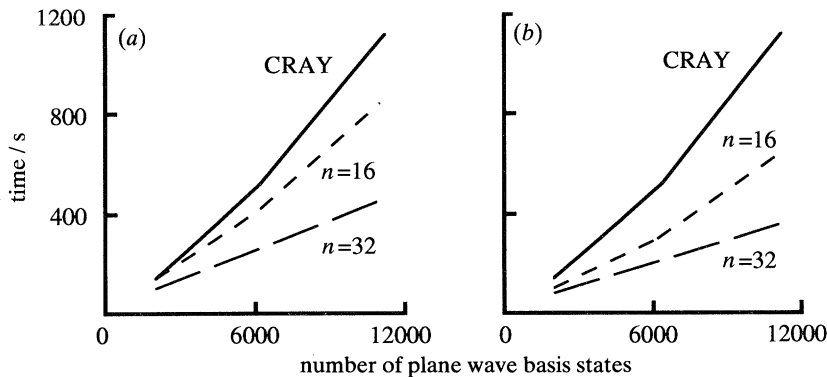 1200
(a)
(b)
CRAY
CRAY
800
time / s
n=16
n=16
400
n=32
n=32
0
6000
12000
0
6000
12000
number of plane wave basis states